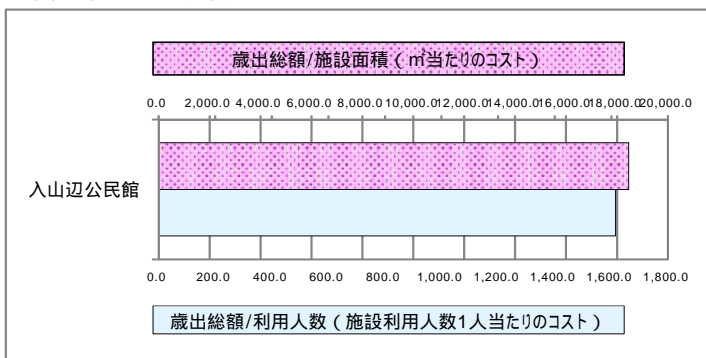 歳出総額/施設面積(㎡当たりのコスト)
0.0 2,000.0 4,000.0 6,000.0 8,000.0 10,000.0 12,000.0 14,000.0 16,000.0 18,000.0 20,000.0
入山辺公民館
0.0 200.0 400.0 600.0 800.0 1,000.0 1,200.0 1,400.0 1,600.0 1,800.0
歳出総額/利用人数(施設利用人数1人当たりのコスト)